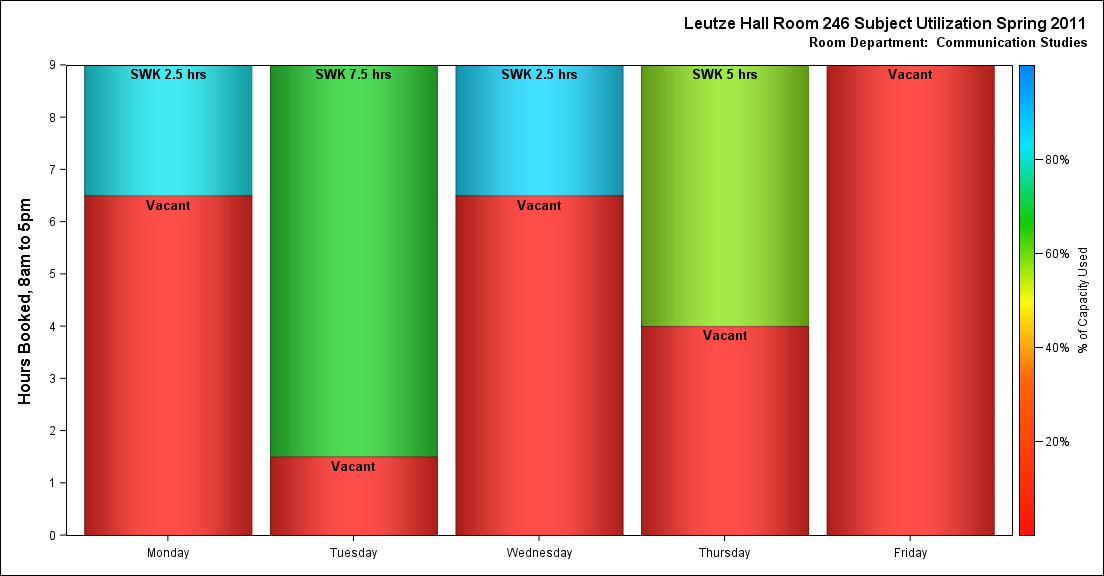 Leutze Hall Room 246 Subject Utilization Spring 2011
Room Department:  Communication Studies
Hours Booked, 8am to 5pm
9
8
7
6
5
4
3
2
1
0
SWK 2.5 hrs
SWK 7.5 hrs
SWK 2.5 hrs
SWK 5 hrs
Vacant
Vacant
Vacant
Vacant
Vacant
Monday
Tuesday
Wednesday
Thursday
Friday
80%
60%
40%
20%
% of Capacity Used